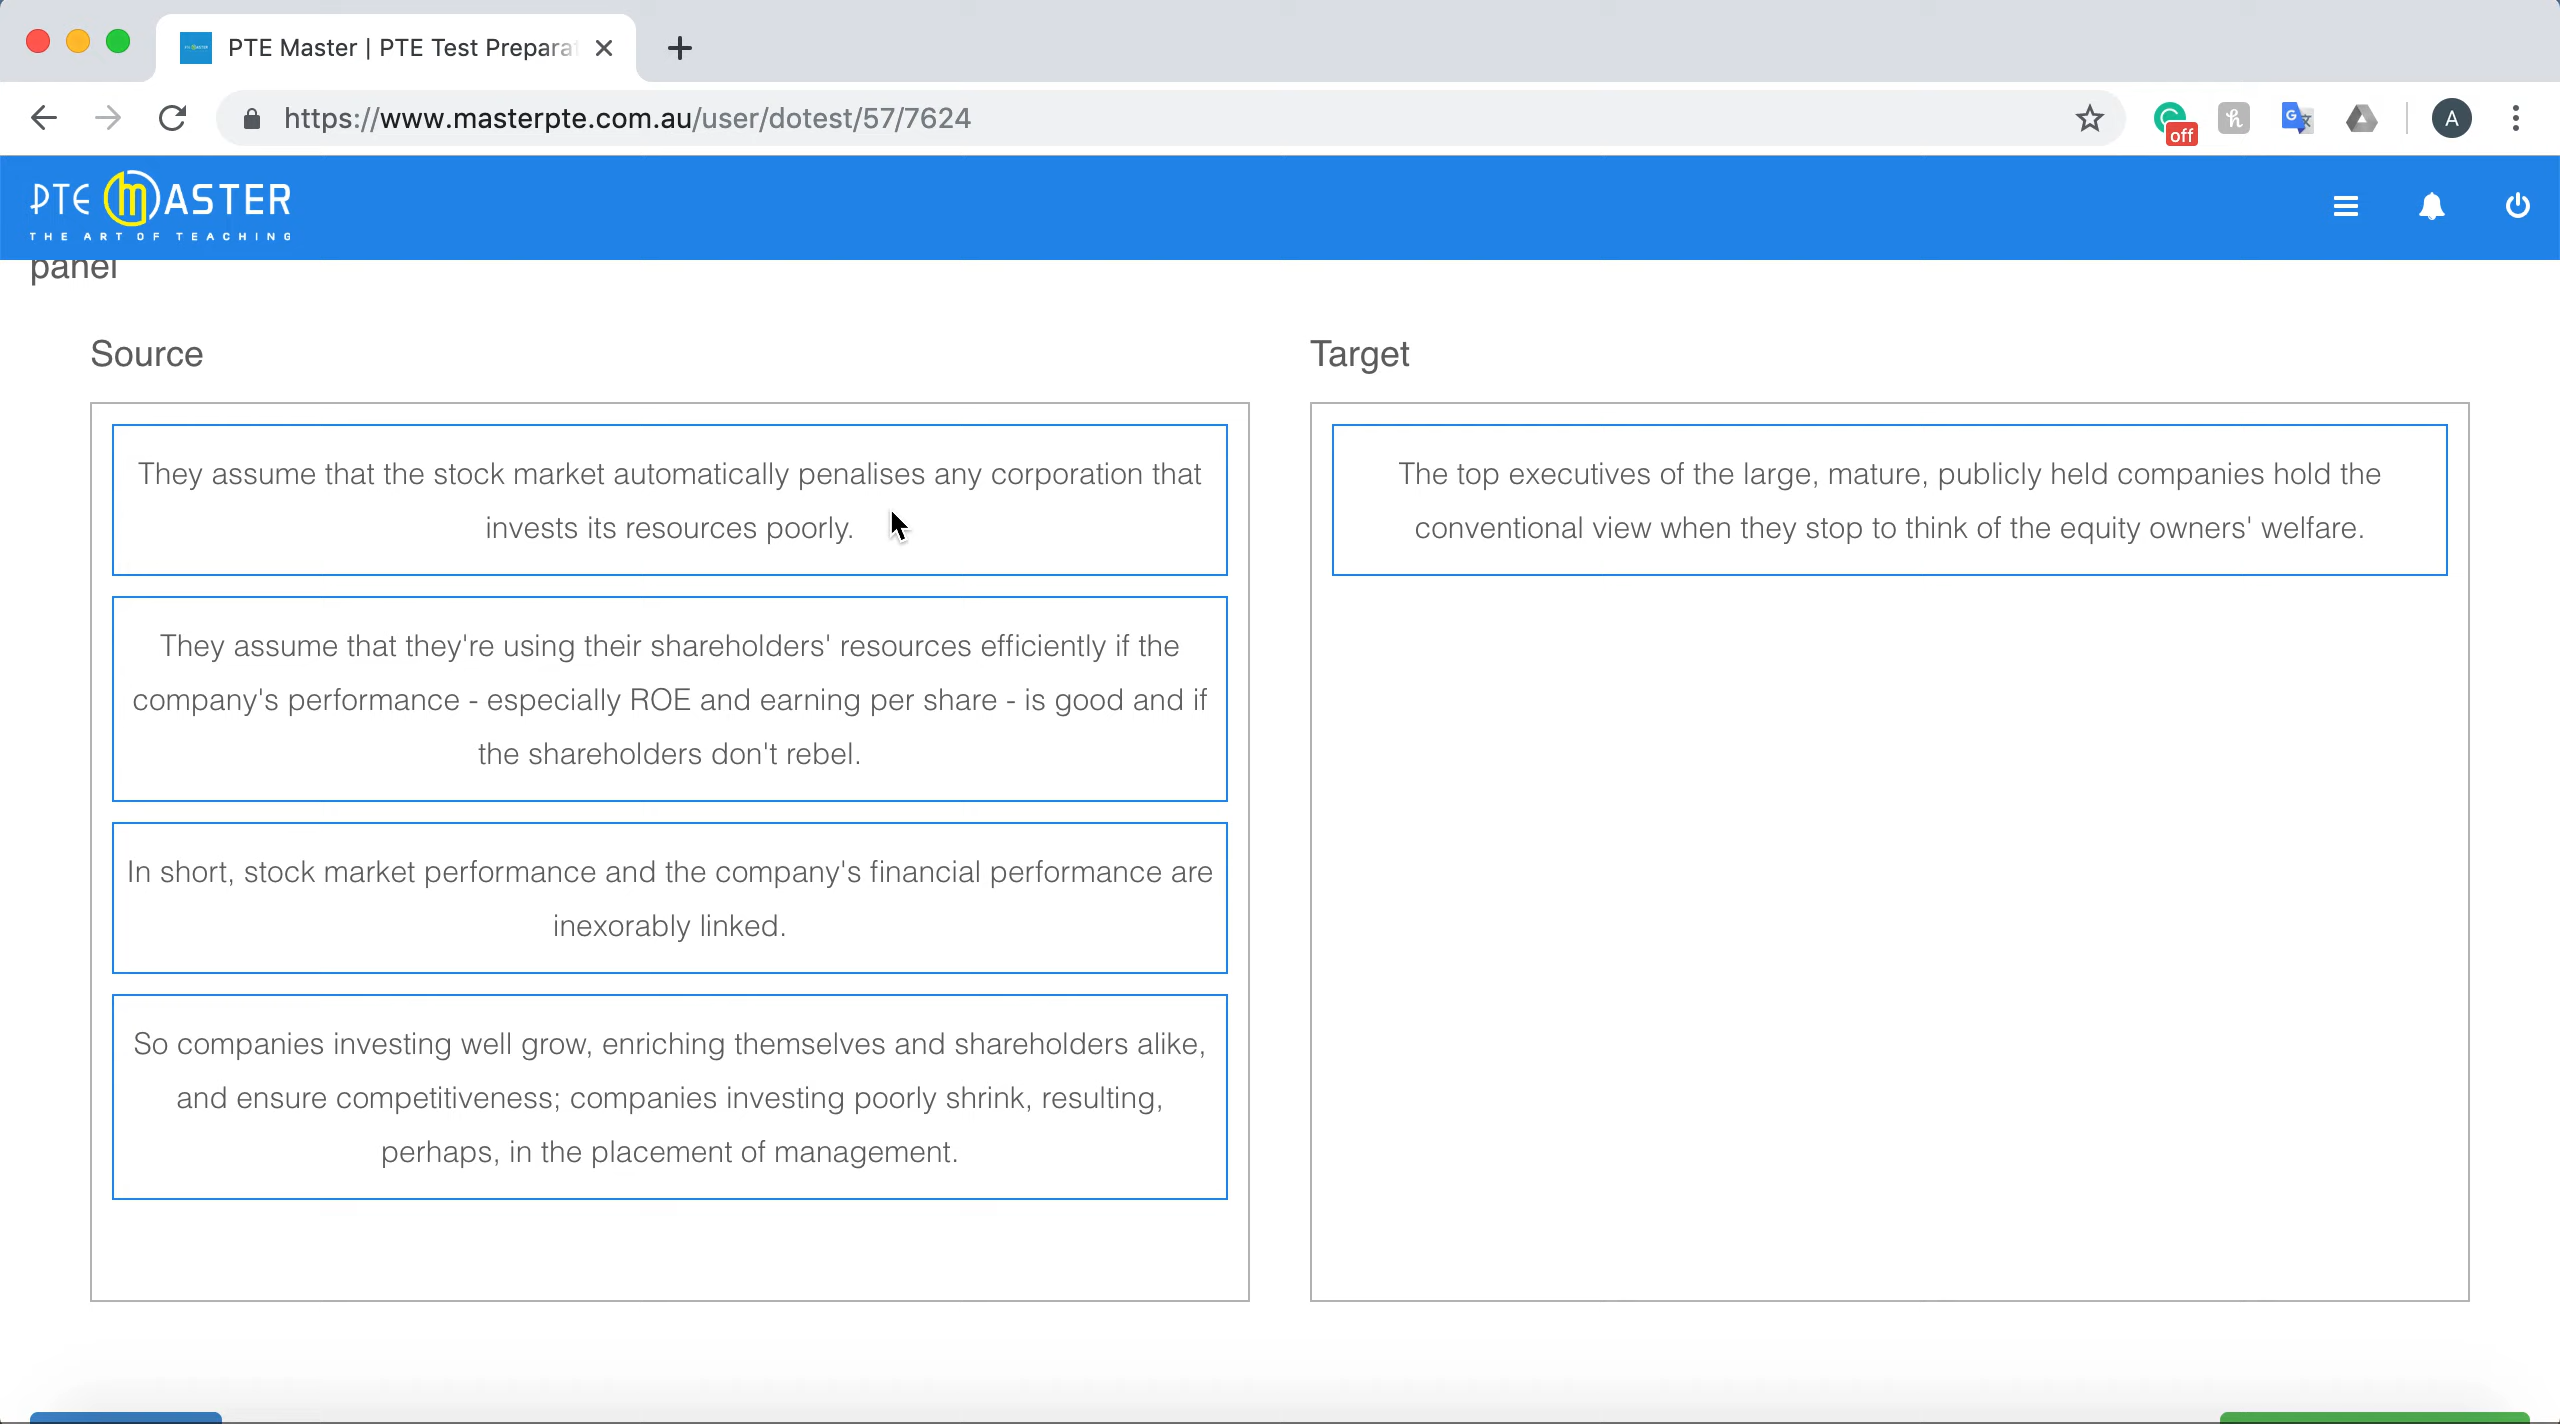 PTE Master | PTE Test Prepara
https://www.masterpte.com.au/user/dotest/57/7624
off
A
PTE MASTER
THE ART OF TEACHING
panel
Source
Target
They assume that the stock market automatically penalises any corporation that
invests its resources poorly.
They assume that they're using their shareholders' resources efficiently if the
company's performance - especially ROE and earning per share - is good and if
the shareholders don't rebel.
In short, stock market performance and the company's financial performance are
inexorably linked.
So companies investing well grow, enriching themselves and shareholders alike,
and ensure competitiveness; companies investing poorly shrink, resulting,
perhaps, in the placement of management.
The top executives of the large, mature, publicly held companies hold the
conventional view when they stop to think of the equity owners' welfare.